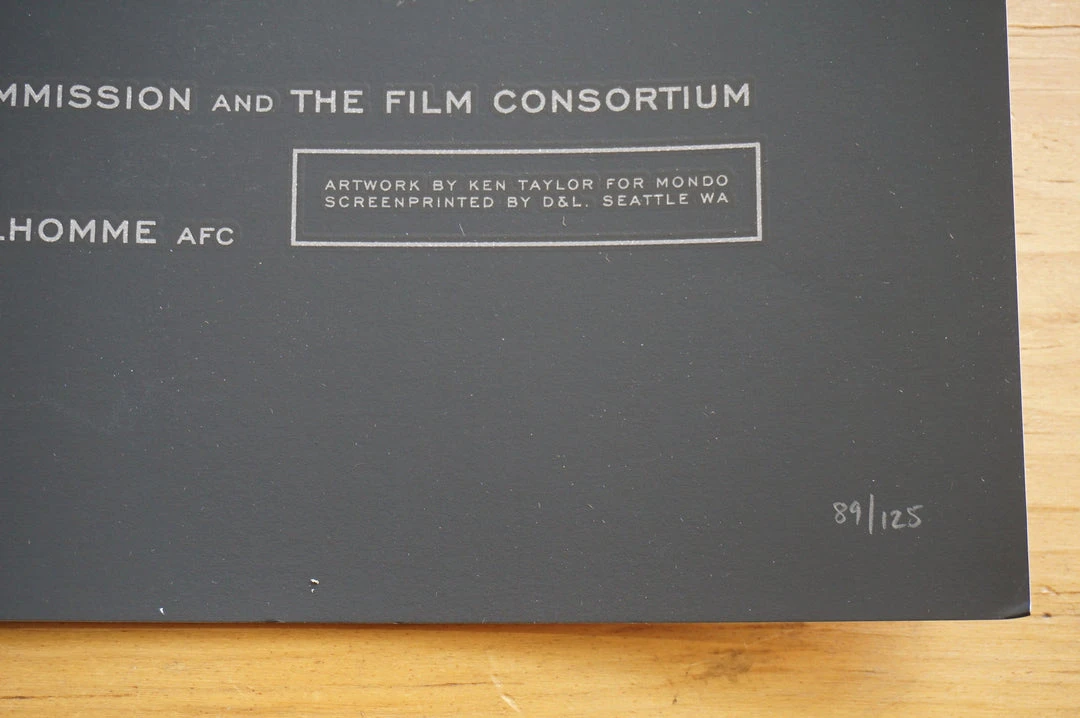 MMISSION AND THE FILM CONSORTIUM
ARTWORK BY KEN TAYLOR FOR MONDO
SCREENPRINTED BY D&L. SEATTLE WA
LHOMME AFC
89/125